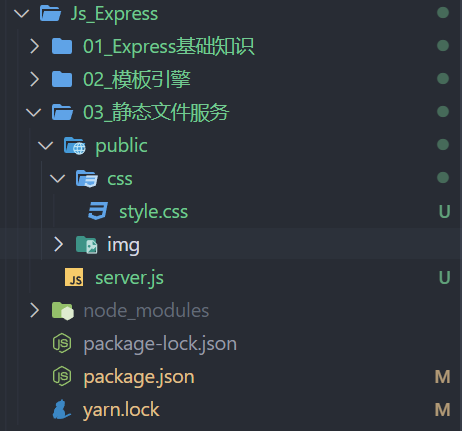 Js_Express
01_Express基础知识
02_模板引擎
03_静态文件服务
public
css
style.css U
img
JS server.js U
node_modules
package-lock.json
package.json M
yarn.lock M